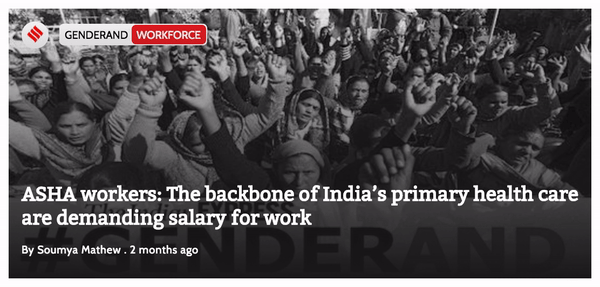 GENDERAND WORKFORCE
ASHA workers: The backbone of India's primary health care
are demanding salary for work
By Soumya Mathew . 2 months ago
#GENDERAND